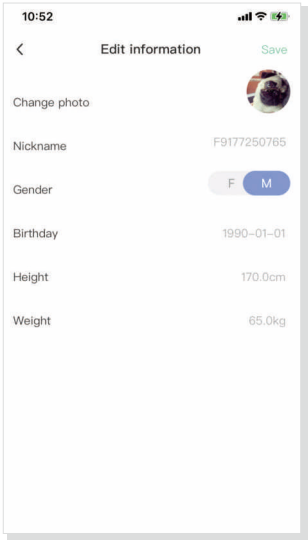 10:52
Edit information
Save
Change photo
Nickname
F9177250765
Gender
F M
Birthday
1990-01-01
Height
170.0cm
Weight
65.0kg